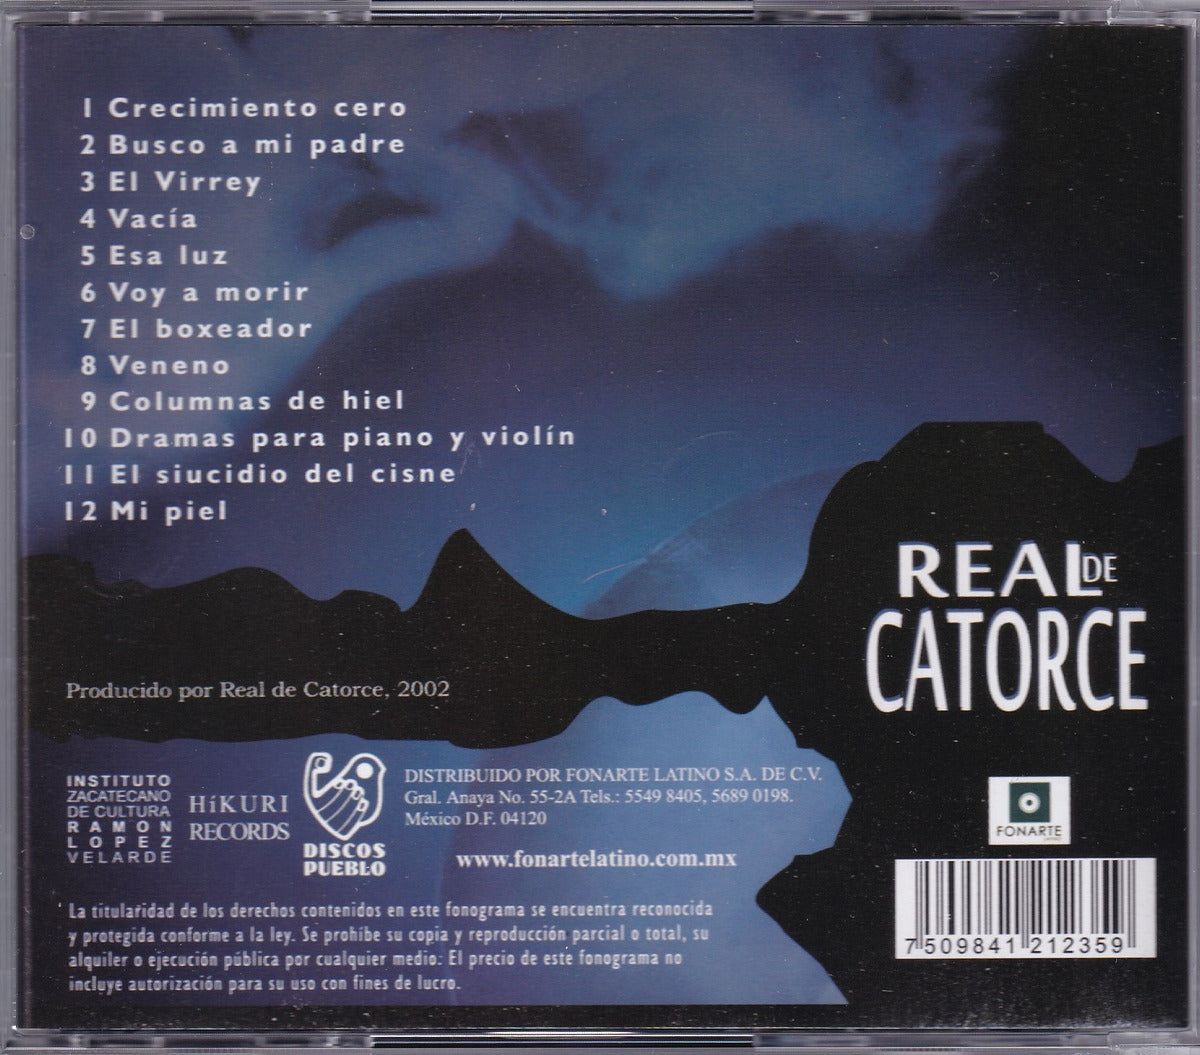 1 Crecimiento cero
2 Busco a mi padre
3 El Virrey
4 Vacía
5 Esa luz
6 Voy a morir
7 El boxeador
8 Veneno
9 Columnas de hiel
10 Dramas para piano y violín
11 El siucidio del cisne
12 Mi piel
REAL DE
CATORCE
Producido por Real de Catorce, 2002
INSTITUTO
ZACATECANO
DE CULTURA
RAMON
LOPEZ
VELARDE
HíKURI
RECORDS
DISCOS
PUEBLO
DISTRIBUIDO POR FONARTE LATINO S.A. DE C.V.
Gral. Anaya No. 55-2A Tels.: 5549 8405, 5689 0198.
México D.F. 04120
www.fonartelatino.com.mx
FONARTE
LATINO
La titularidad de los derechos contenidos en este fonograma se encuentra reconocida
y protegida conforme a la ley. Se prohíbe su copia y reproducción parcial o total, su
alquiler o ejecución pública por cualquier medio. El precio de este fonograma no
incluye autorización para su uso con fines de lucro.
7 509841 212359